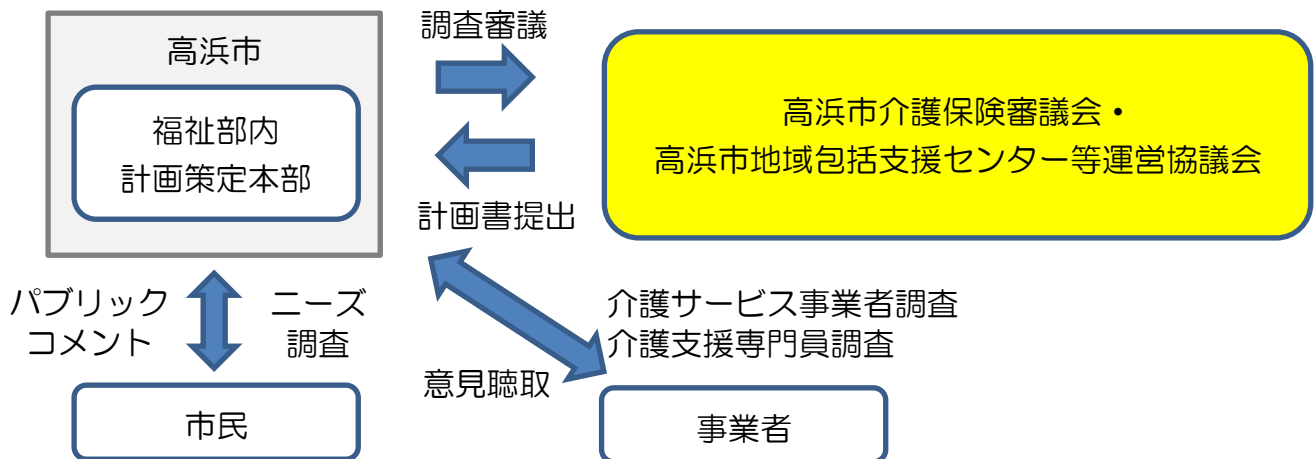 調査審議
高浜市
福祉部内
計画策定本部
高浜市介護保険審議会・
高浜市地域包括支援センター等運営協議会
計画書提出
パブリック
コメント
ニーズ
調査
介護サービス事業者調査
介護支援専門員調査
意見聴取
市民
事業者